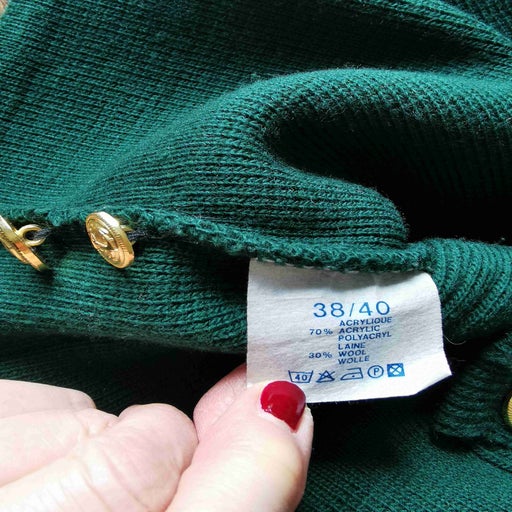 38/40
ACRYLIQUE
70% ACRYLIC
POLYACRYL
LAINE
30% WOOL
WOLLE
40 P